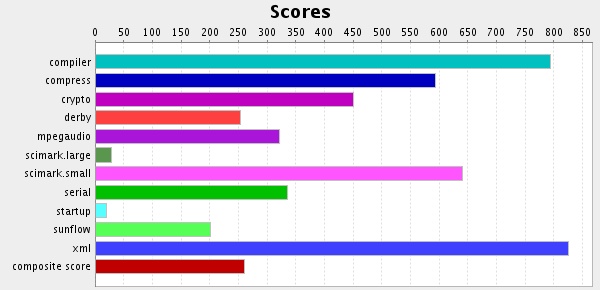 Scores
0 50 100 150 200 250 300 350 400 450 500 550 600 650 700 750 800 850
compiler
compress
crypto
derby
mpegaudio
scimark.large
scimark.small
serial
startup
sunflow
xml
composite score